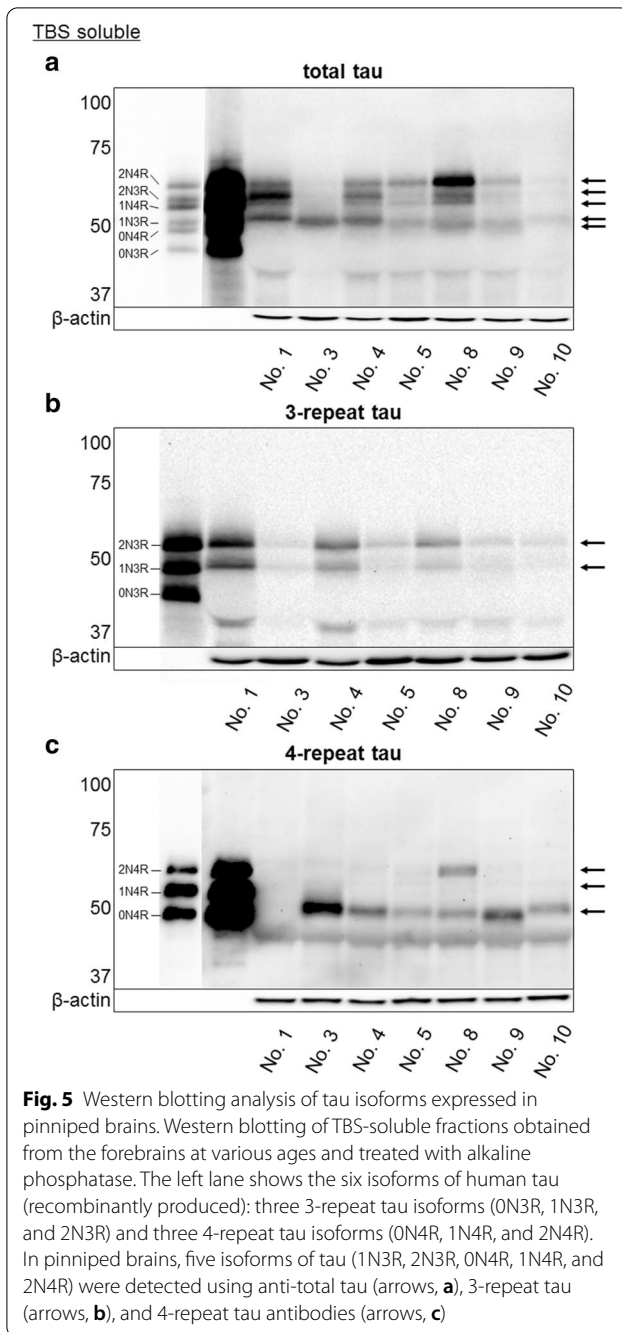 TBS soluble
a
total tau
100
75
50
37
2N4R
2N3R
1N4R
1N3R
0N4R
0N3R
β-actin
No. 1 No. 3 No. 4 No. 5 No. 8 No. 9 No. 10
b
3-repeat tau
100
75
50
37
2N3R
1N3R
0N3R
β-actin
No. 1 No. 3 No. 4 No. 5 No. 8 No. 9 No. 10
c
4-repeat tau
100
75
50
37
2N4R
1N4R
0N4R
β-actin
No. 1 No. 3 No. 4 No. 5 No. 8 No. 9 No. 10
Fig. 5 Western blotting analysis of tau isoforms expressed in
pinniped brains. Western blotting of TBS-soluble fractions obtained
from the forebrains at various ages and treated with alkaline
phosphatase. The left lane shows the six isoforms of human tau
(recombinantly produced): three 3-repeat tau isoforms (0N3R, 1N3R,
and 2N3R) and three 4-repeat tau isoforms (0N4R, 1N4R, and 2N4R).
In pinniped brains, five isoforms of tau (1N3R, 2N3R, 0N4R, 1N4R, and
2N4R) were detected using anti-total tau (arrows, a), 3-repeat tau
(arrows, b), and 4-repeat tau antibodies (arrows, c)